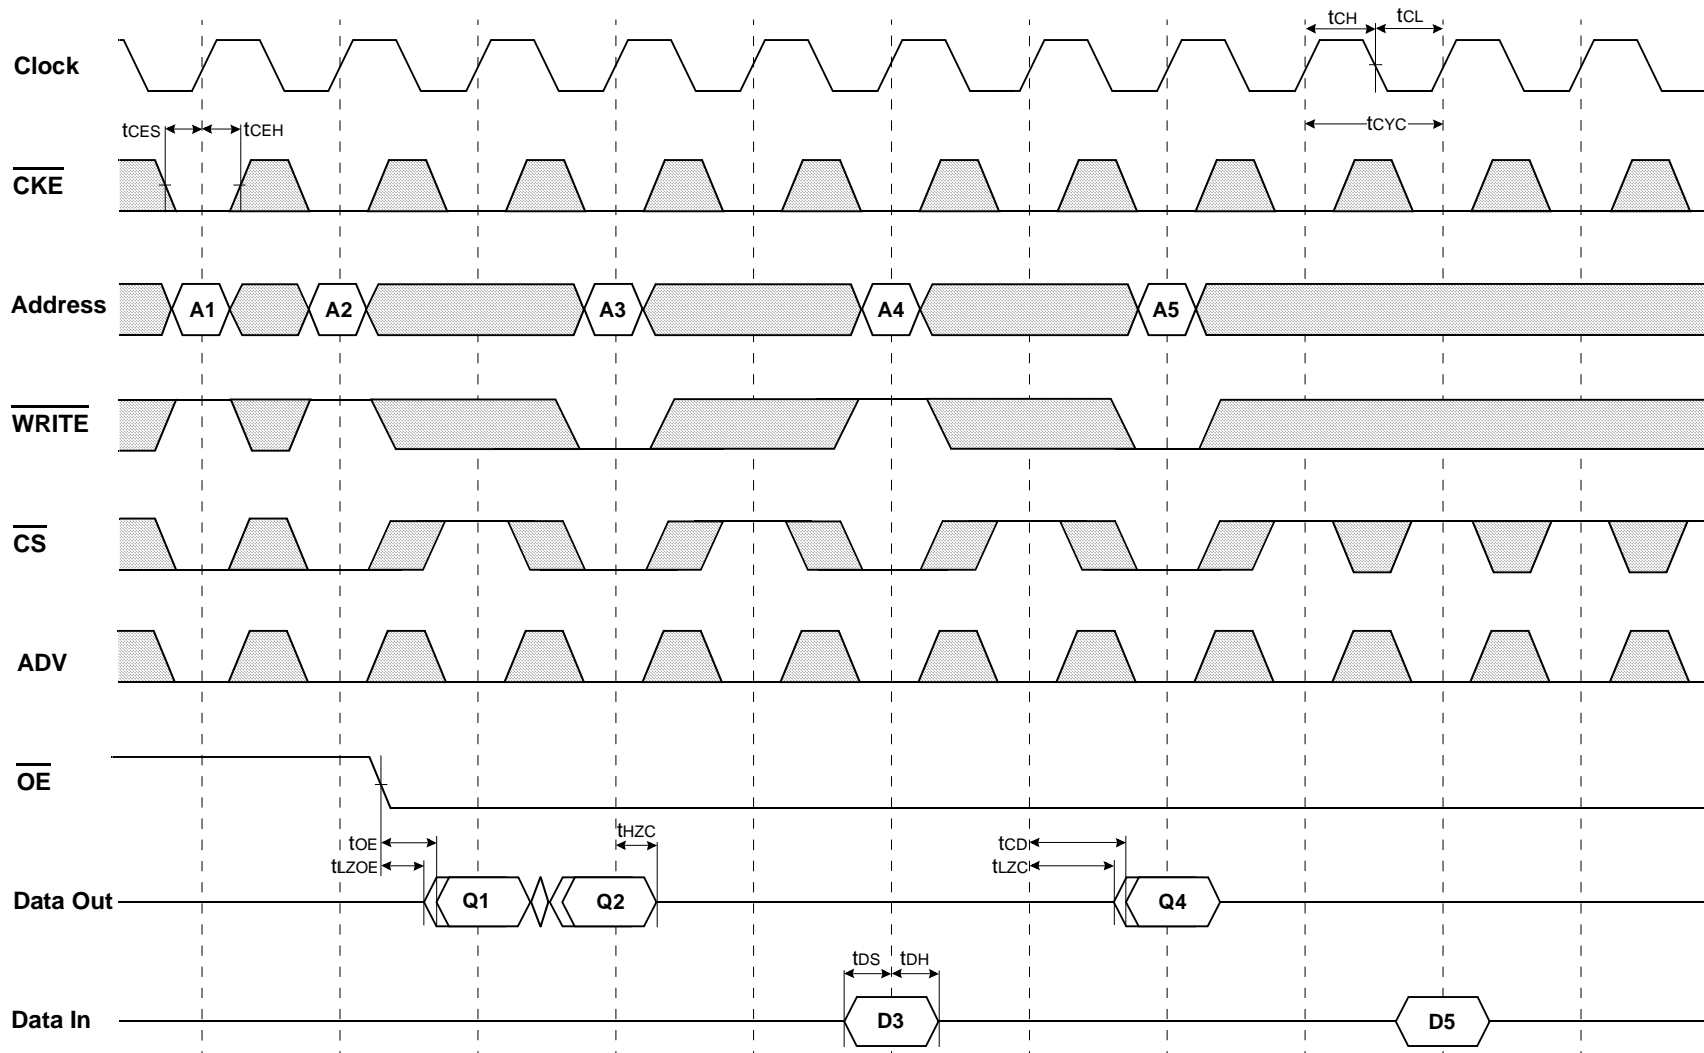 tCH tCL
Clock
tCES tCEH tCYC
CKE
Address A1 A2 A3 A4 A5
WRITE
CS
ADV
OE
tOE tHZC tCD
tLZOE tLZC
Data Out Q1 Q2 Q4
tDS tDH
Data In D3 D5